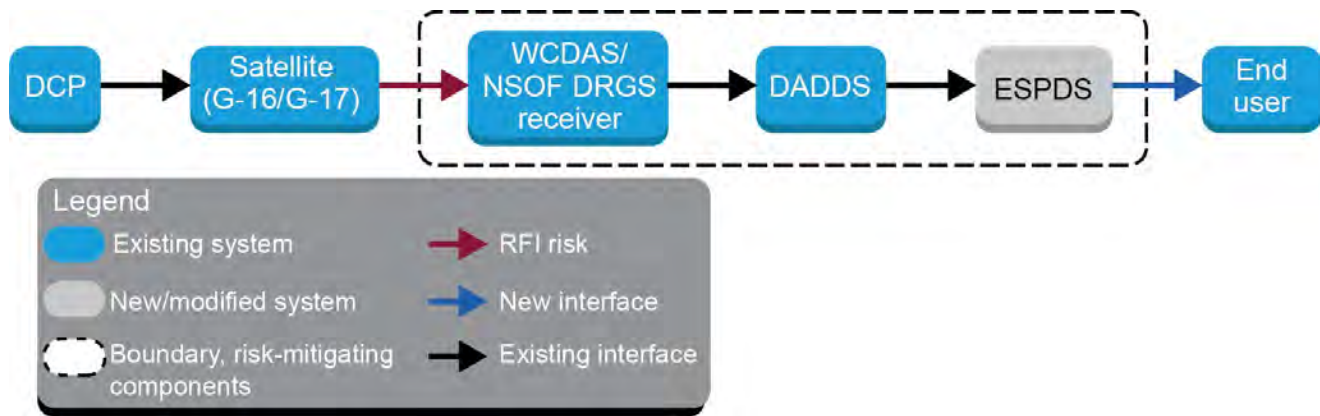 DCP
Satellite
(G-16/G-17)
WCDAS/
NSOF DRGS
receiver
DADDS
ESPDS
End
user
Legend
Existing system
RFI risk
New/modified system
New interface
Boundary, risk-mitigating
components
Existing interface